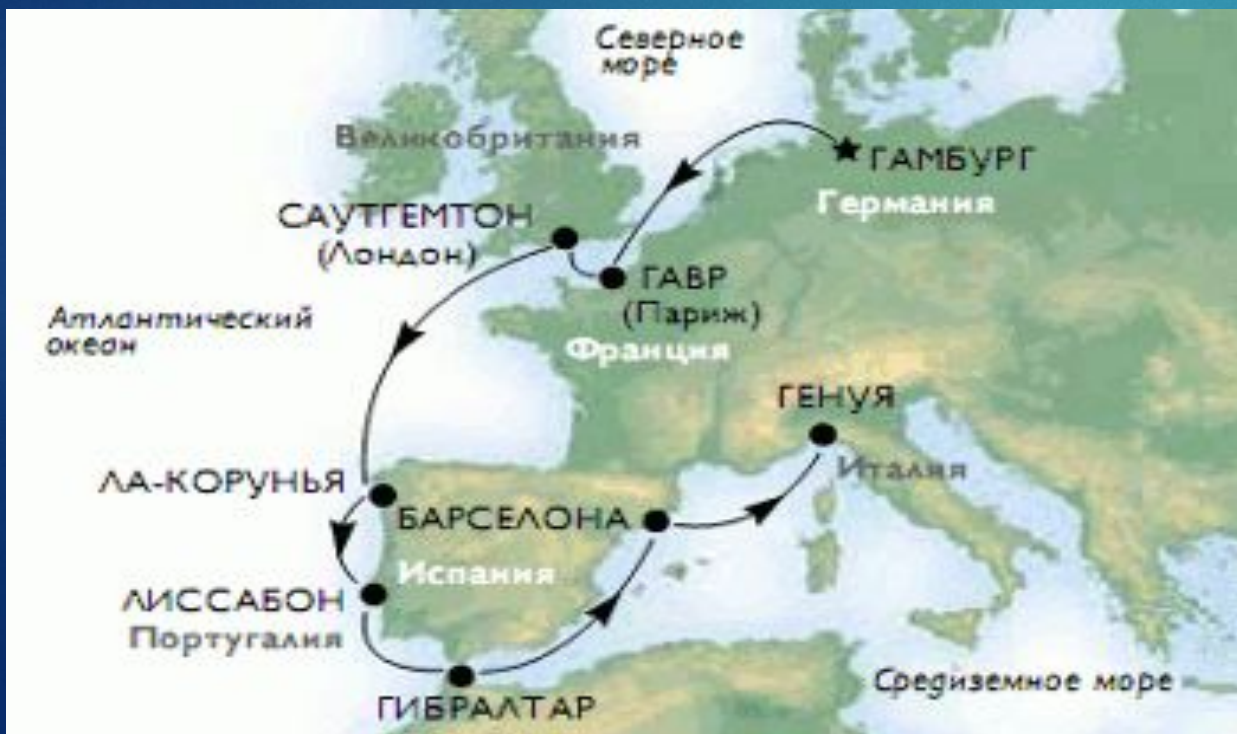 Северное
море
Великобритания
ГАМБУРГ
Германия
САУТГЕМТОН
(Лондон)
ГАВР
(Париж)
Франция
Атлантический
океан
ГЕНУЯ
Италия
ЛА-КОРУНЬЯ
БАРСЕЛОНА
Испания
ЛИССАБОН
Португалия
ГИБРАЛТАР
Средиземное море